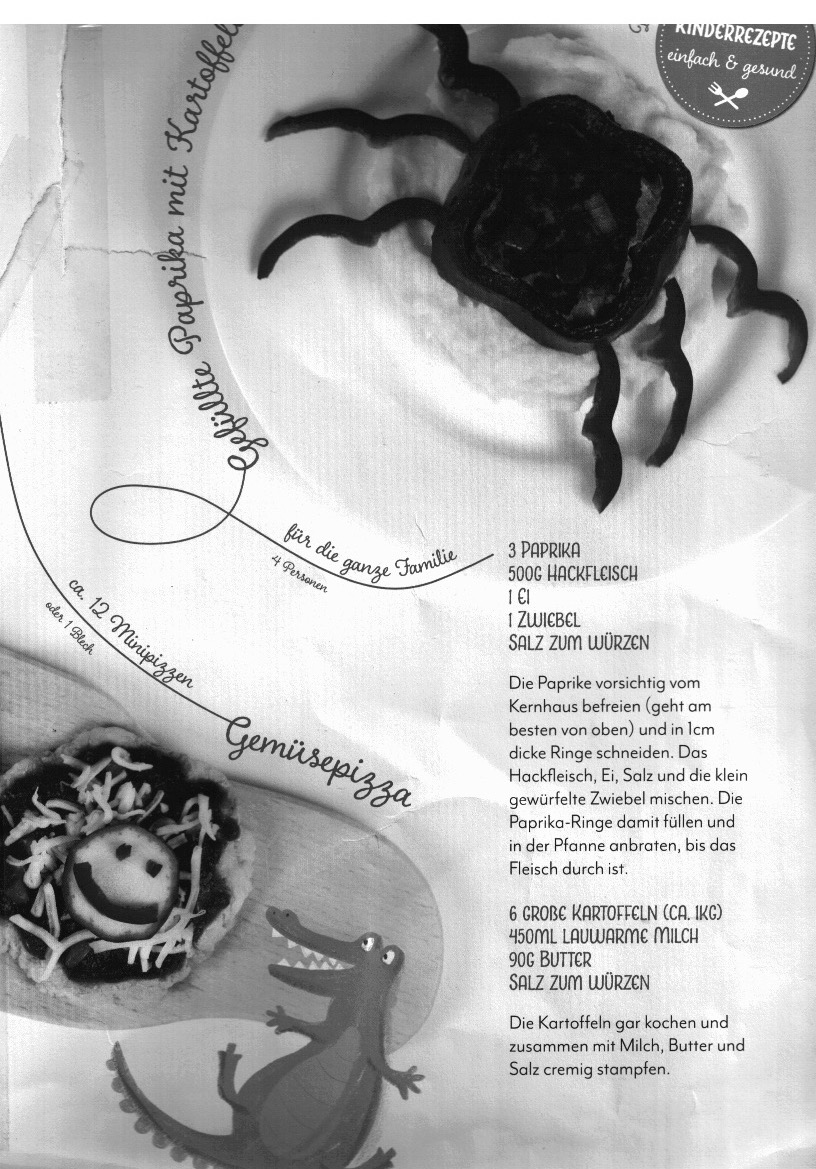 KINDERREZEPTE
einfach & gesund
Gefüllte Paprika mit Kartoffel
für die ganze Familie
4 Personen
3 PAPRIKA
500G HACKFLEISCH
1 EI
1 ZWIEBEL
SALZ ZUM WÜRZEN
Die Paprike vorsichtig vom
Kernhaus befreien (geht am
besten von oben) und in 1cm
dicke Ringe schneiden. Das
Hackfleisch, Ei, Salz und die klein
gewürfelte Zwiebel mischen. Die
Paprika-Ringe damit füllen und
in der Pfanne anbraten, bis das
Fleisch durch ist.
6 GROßE KARTOFFELN (CA. 1KG)
450ML LAUWARME MILCH
90G BUTTER
SALZ ZUM WÜRZEN
Die Kartoffeln gar kochen und
zusammen mit Milch, Butter und
Salz cremig stampfen.
ca. 12 Minipizzen
oder 1 Blech
Gemüsepizza